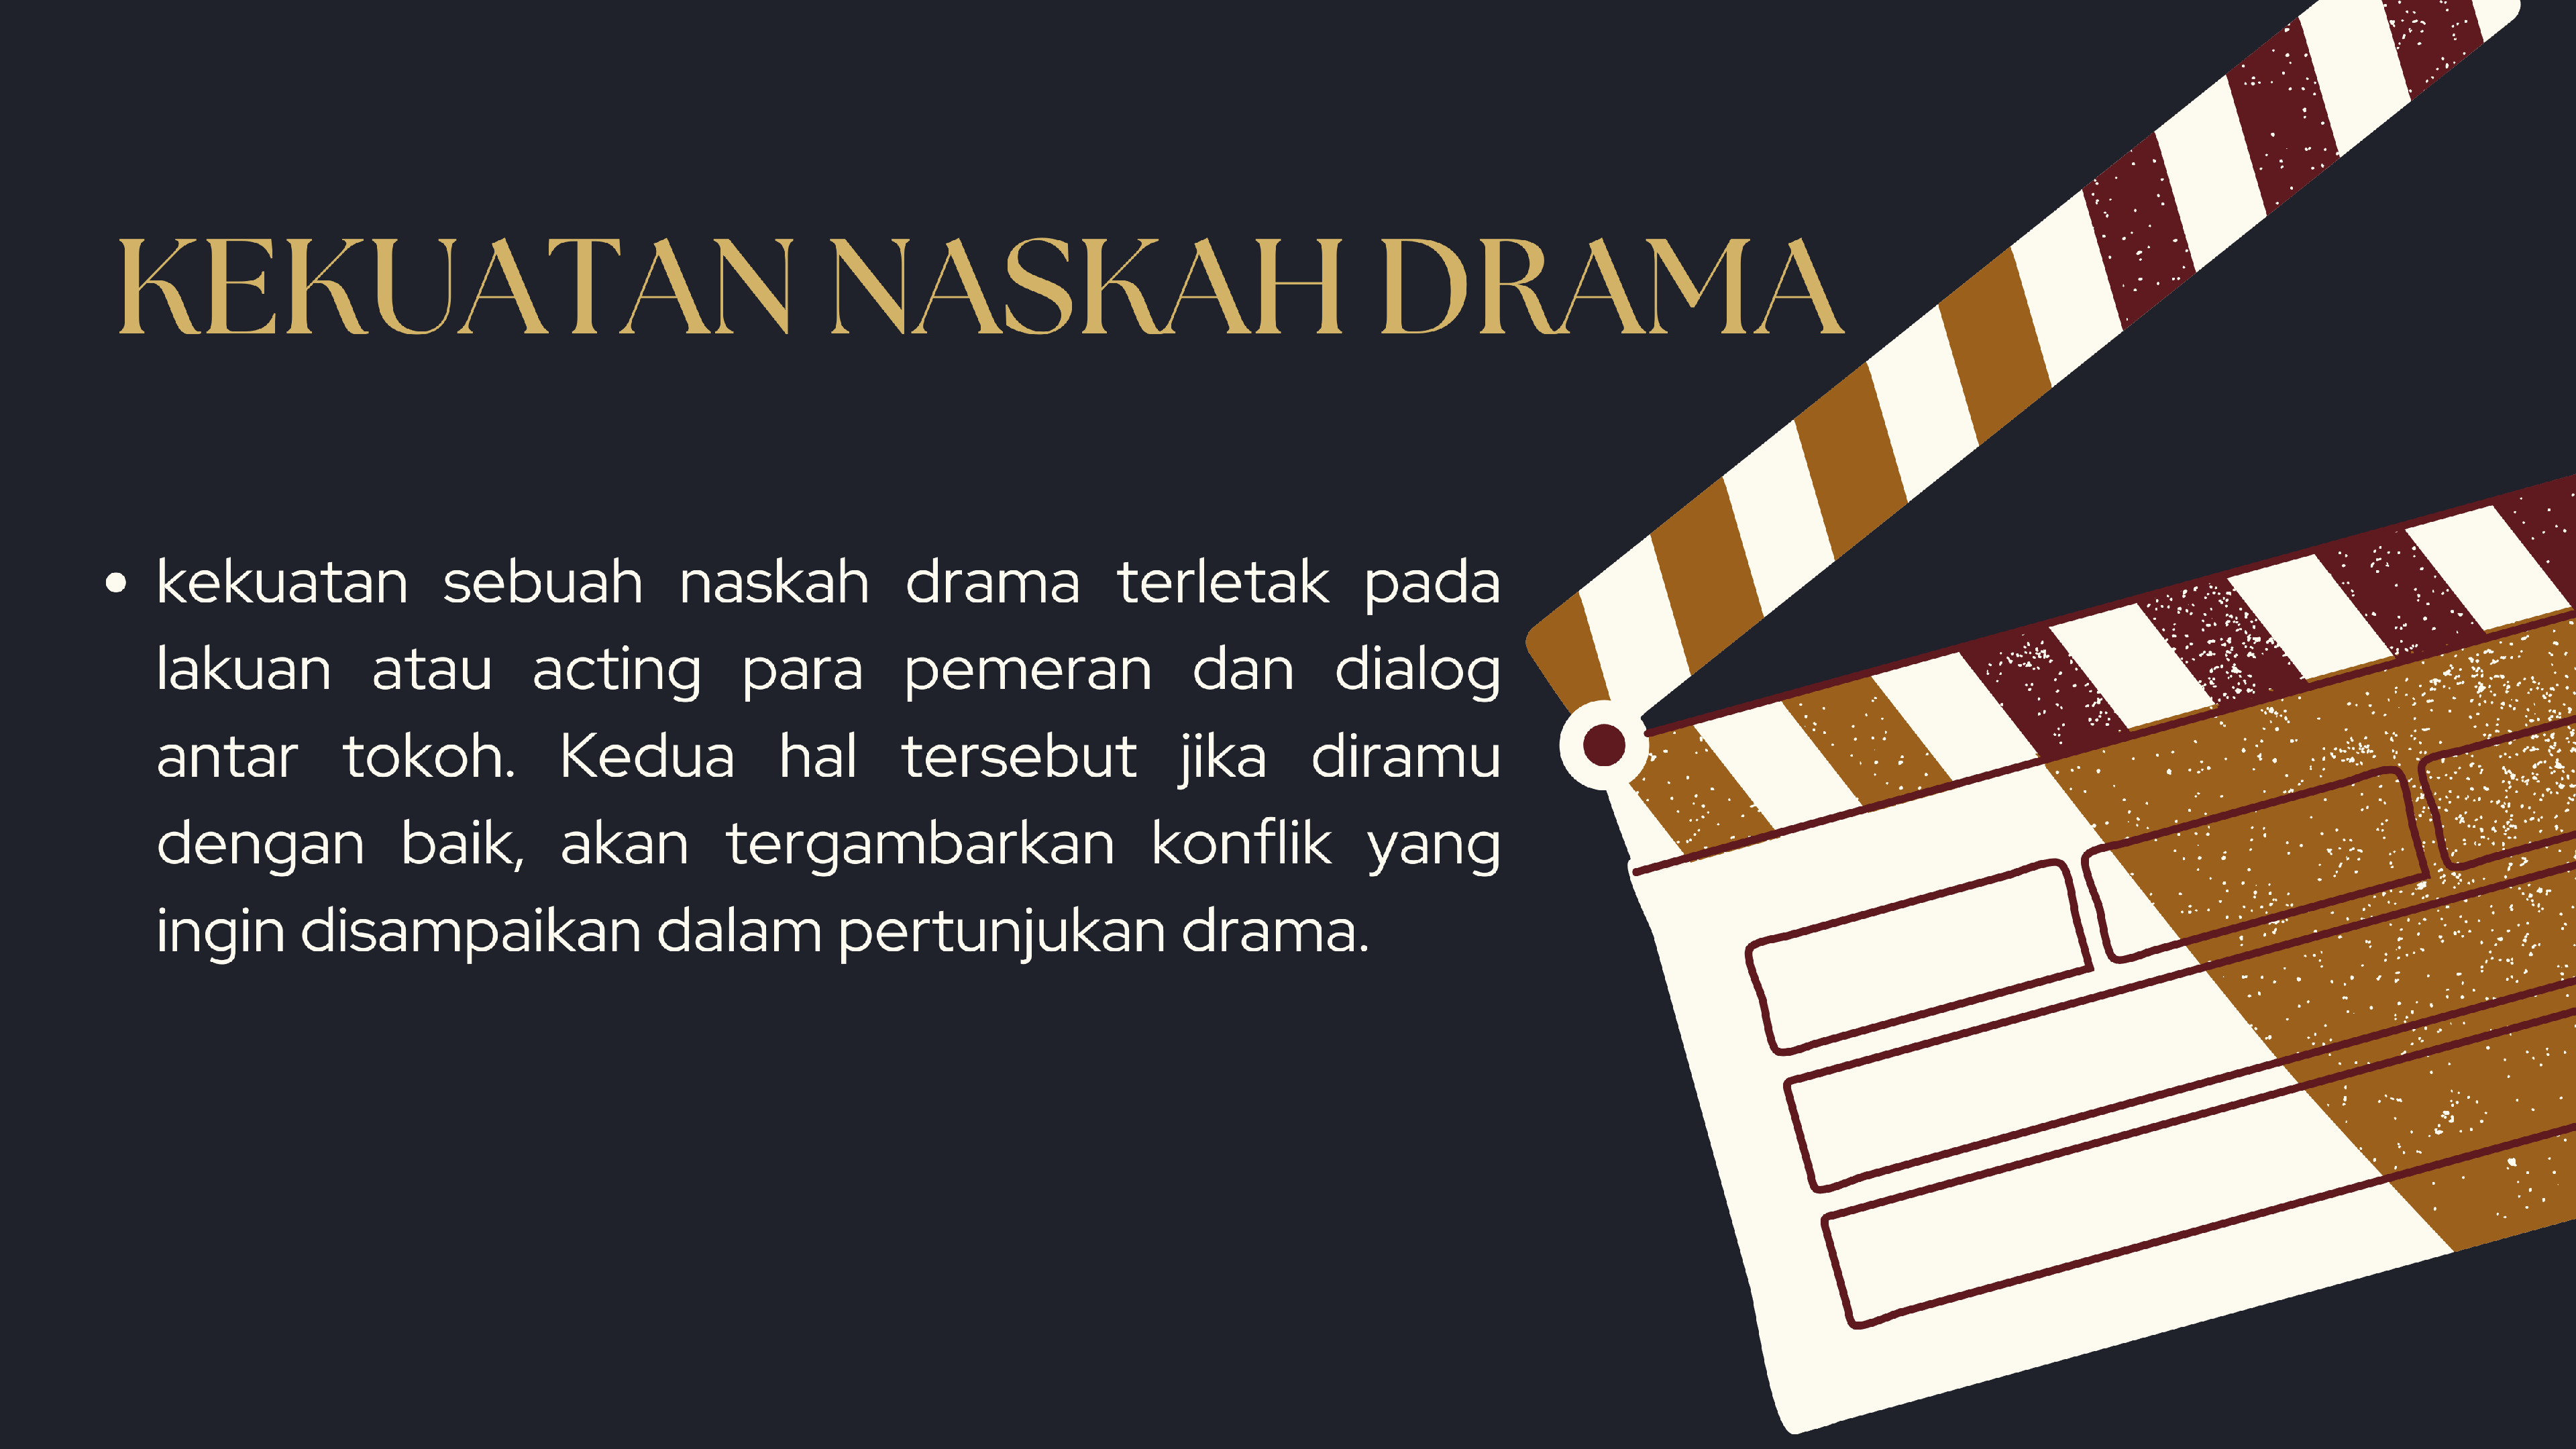 KEKUATAN NASKAH DRAMA
• kekuatan sebuah naskah drama terletak pada
lakuan atau acting para pemeran dan dialog
antar tokoh. Kedua hal tersebut jika diramu
dengan baik, akan tergambarkan konflik yang
ingin disampaikan dalam pertunjukan drama.